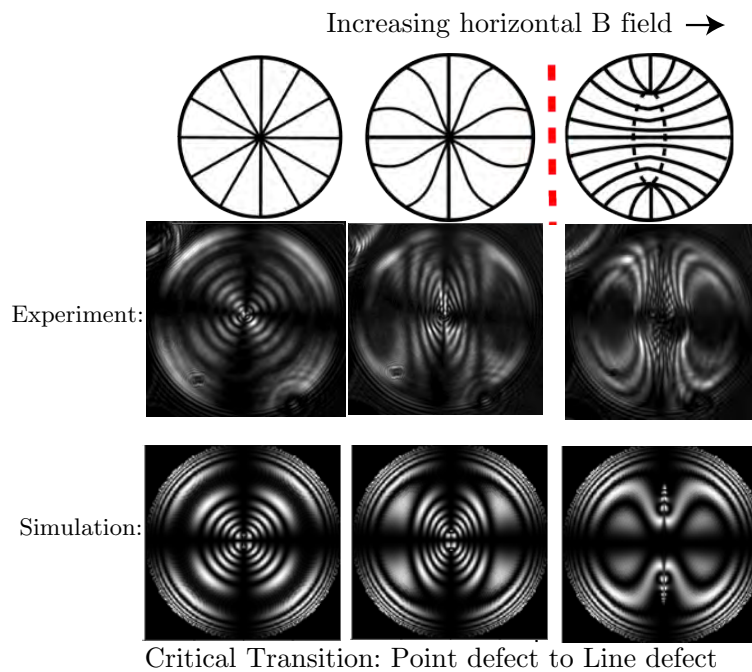 Increasing horizontal B field
Experiment:
Simulation:
Critical Transition: Point defect to Line defect